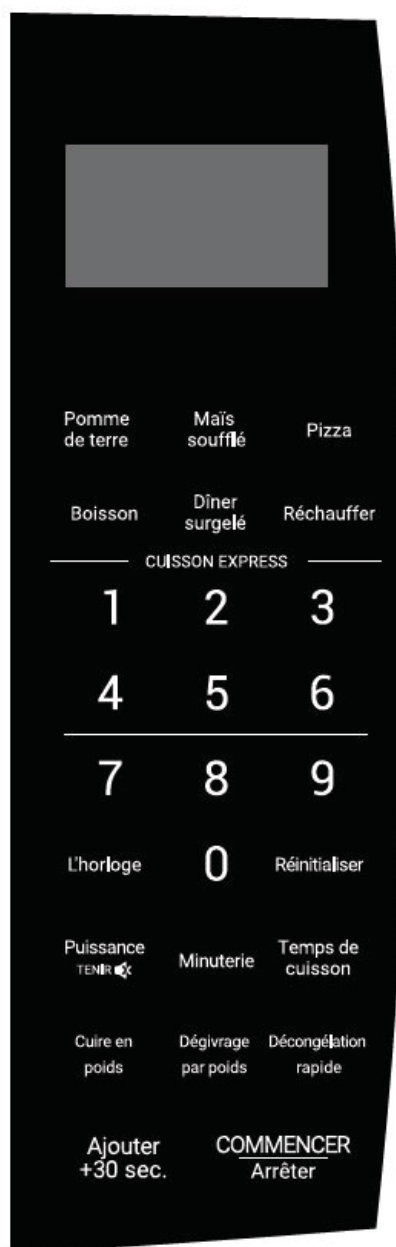 Pomme
de terre
Maïs
soufflé
Pizza
Boisson
Dîner
surgelé
Réchauffer
CUISSON EXPRESS
1 2 3
4 5 6
7 8 9
L'horloge 0 Réinitialiser
Puissance
TENIR
Minuterie
Temps de
cuisson
Cuire en
poids
Dégivrage
par poids
Décongélation
rapide
Ajouter
+30 sec.
COMMENCER
Arrêter